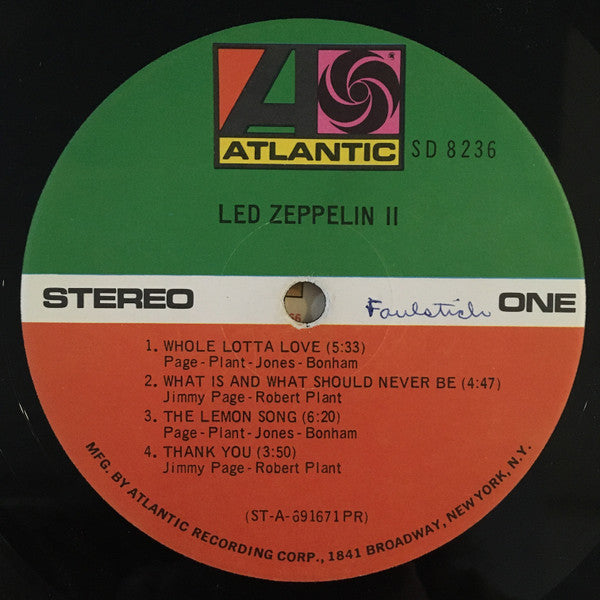 ATLANTIC SD 8236
LED ZEPPELIN II
STEREO Faulstich ONE
1. WHOLE LOTTA LOVE (5:33)
Page-Plant-Jones-Bonham
2. WHAT IS AND WHAT SHOULD NEVER BE (4:47)
Jimmy Page-Robert Plant
3. THE LEMON SONG (6:20)
Page-Plant-Jones-Bonham
4. THANK YOU (3:50)
Jimmy Page-Robert Plant
(ST-A-691671PR)
MFG. BY ATLANTIC RECORDING CORP., 1841 BROADWAY, NEW YORK, N.Y.